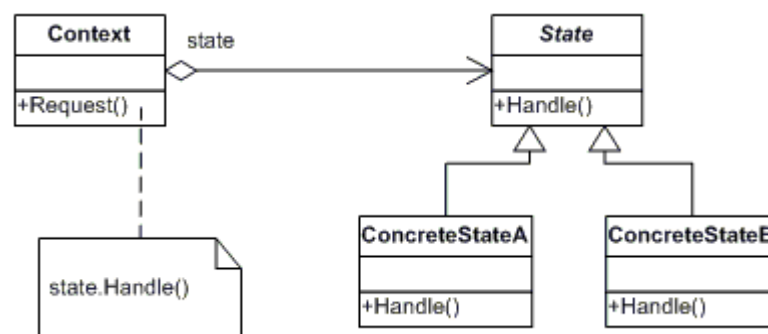 Context
state
State
+Request()
+Handle()
ConcreteStateA
ConcreteStateB
state.Handle()
+Handle()
+Handle()